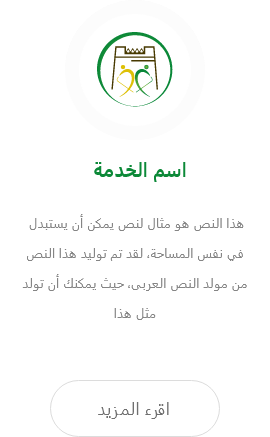 اسم الخدمة
هذا النص هو مثال لنص يمكن أن يستبدل
في نفس المساحة، لقد تم توليد هذا النص
من مولد النص العربى، حيث يمكنك أن تولد
مثل هذا
اقرء المزيد